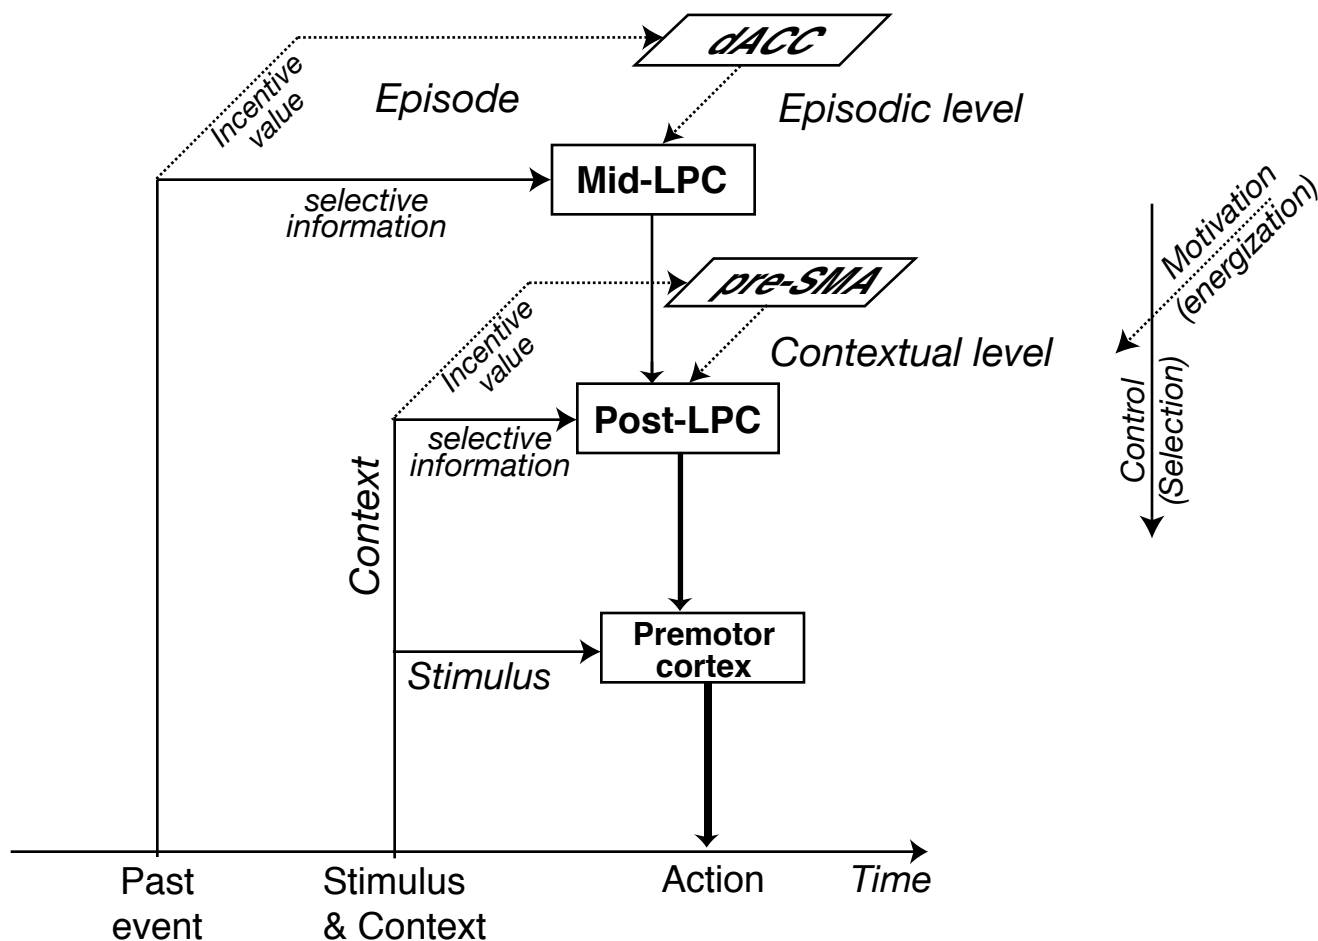 dACC
Incentive
value
Episode
Episodic level
Mid-LPC
selective
information
Motivation
(energization)
pre-SMA
Incentive
value
Contextual level
Control
(Selection)
Post-LPC
selective
information
Context
Premotor
cortex
Stimulus
Past
event
Stimulus
& Context
Action
Time